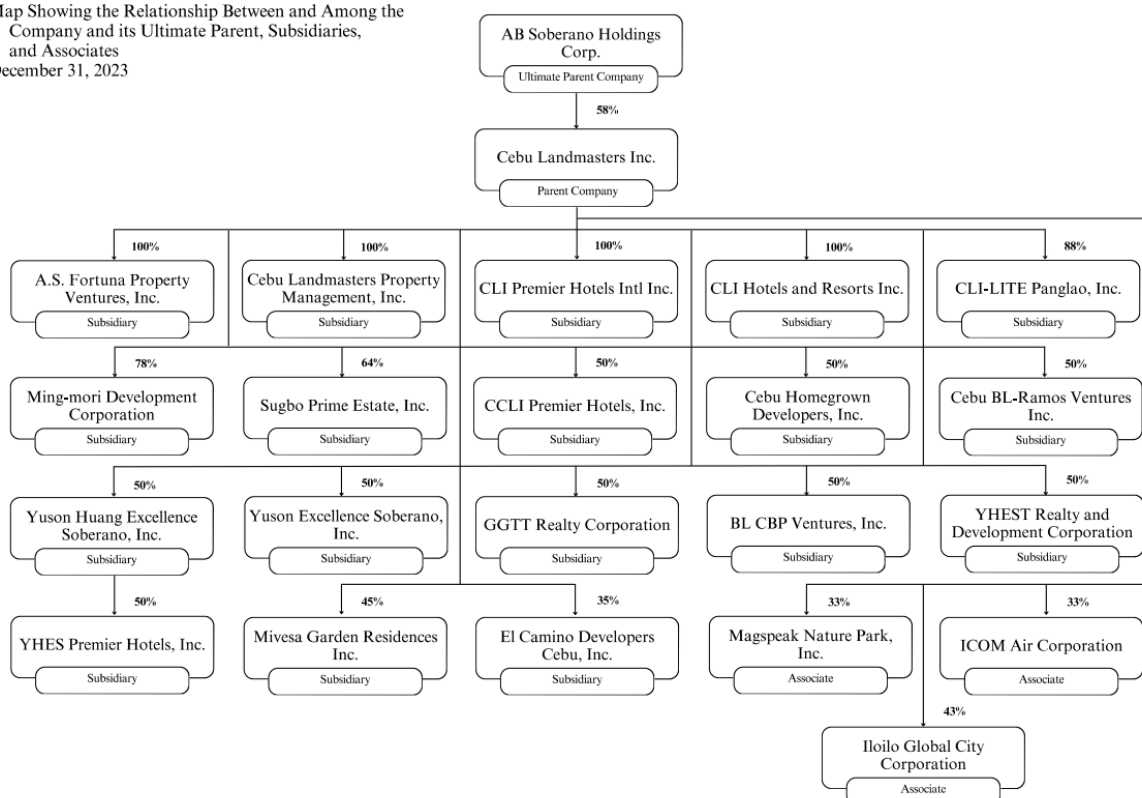 Map Showing the Relationship Between and Among the
Company and its Ultimate Parent, Subsidiaries,
and Associates
December 31, 2023
AB Soberano Holdings
Corp.
Ultimate Parent Company
58%
Cebu Landmasters Inc.
Parent Company
100%
100%
100%
100%
88%
A.S. Fortuna Property
Ventures, Inc.
Subsidiary
Cebu Landmasters Property
Management, Inc.
Subsidiary
CLI Premier Hotels Intl Inc.
Subsidiary
CLI Hotels and Resorts Inc.
Subsidiary
CLI-LITE Panglao, Inc.
Subsidiary
78%
64%
50%
50%
50%
Ming-mori Development
Corporation
Subsidiary
Sugbo Prime Estate, Inc.
Subsidiary
CCLI Premier Hotels, Inc.
Subsidiary
Cebu Homegrown
Developers, Inc.
Subsidiary
Cebu BL-Ramos Ventures
Inc.
Subsidiary
50%
50%
50%
50%
50%
Yuson Huang Excellence
Soberano, Inc.
Subsidiary
Yuson Excellence Soberano,
Inc.
Subsidiary
GGTT Realty Corporation
Subsidiary
BL CBP Ventures, Inc.
Subsidiary
YHEST Realty and
Development Corporation
Subsidiary
50%
45%
35%
33%
33%
YHES Premier Hotels, Inc.
Subsidiary
Mivesa Garden Residences
Inc.
Subsidiary
El Camino Developers
Cebu, Inc.
Subsidiary
Magspeak Nature Park,
Inc.
Associate
ICOM Air Corporation
Associate
43%
Iloilo Global City
Corporation
Associate